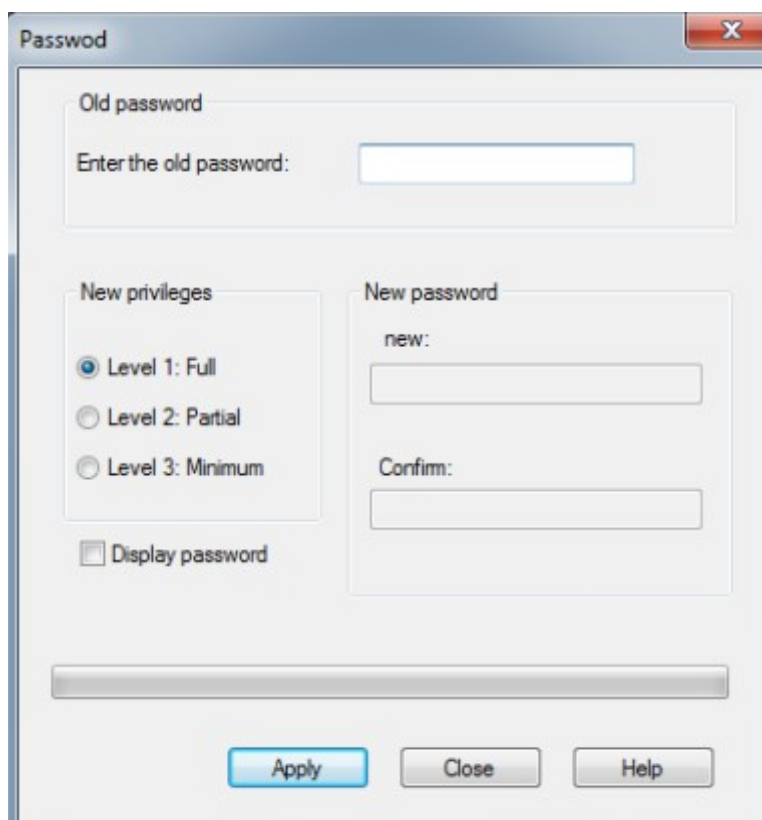 Passwod
Old password
Enter the old password:
New privileges
Level 1: Full
Level 2: Partial
Level 3: Minimum
Display password
New password
new:
Confirm:
Apply
Close
Help